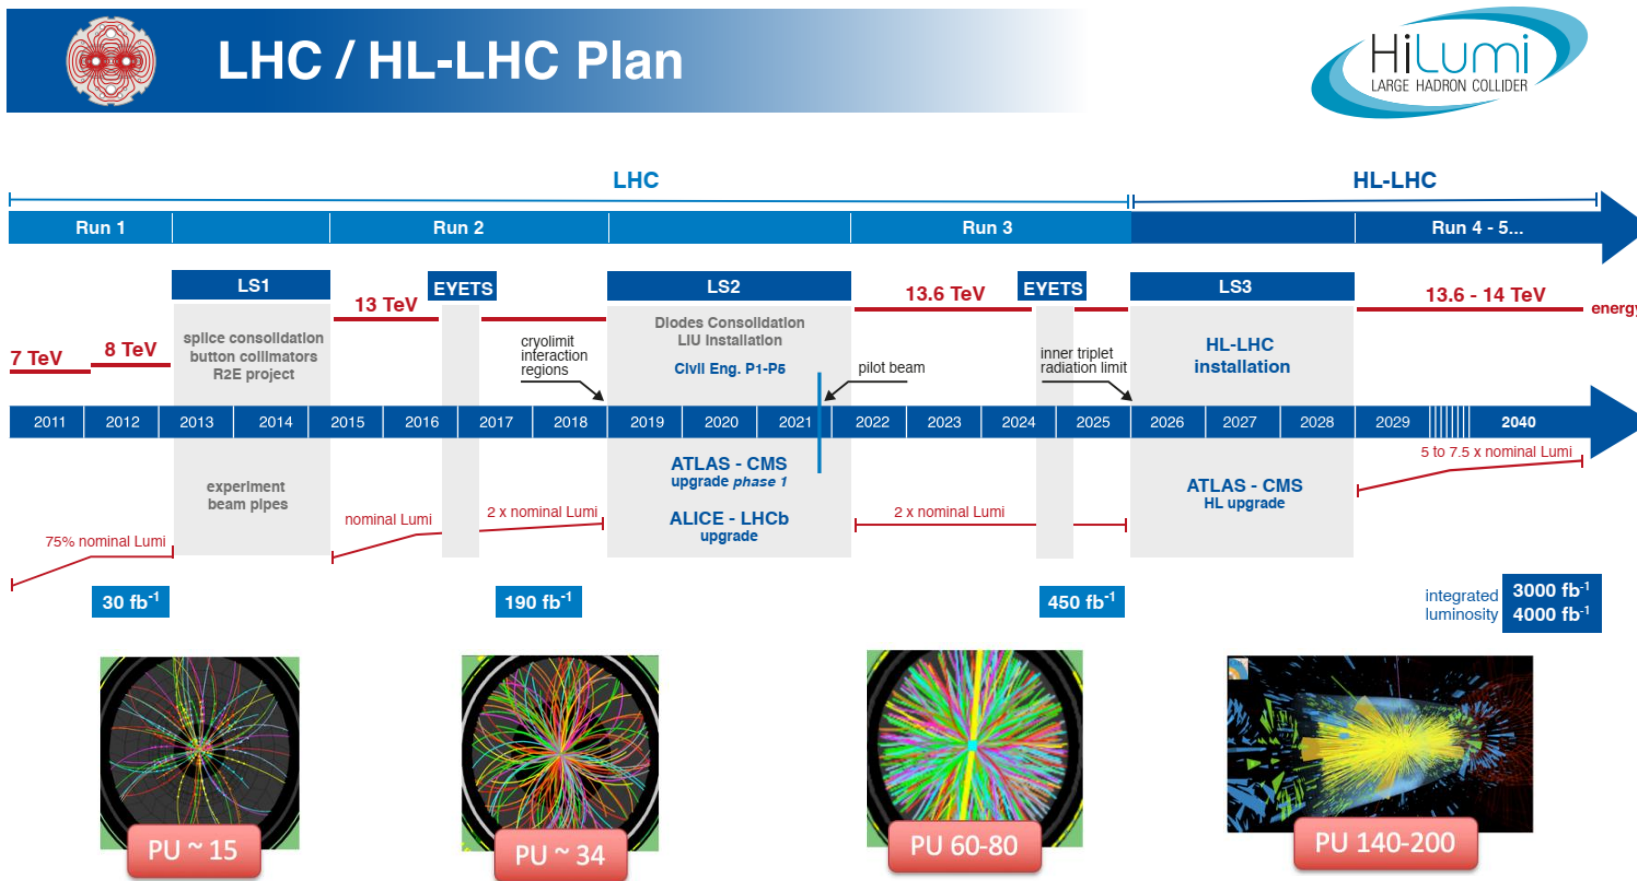 LHC / HL-LHC Plan
HiLumi
LARGE HADRON COLLIDER
LHC
HL-LHC
Run 1
Run 2
Run 3
Run 4 - 5...
LS1
EYETS
LS2
EYETS
LS3
13 TeV
13.6 TeV
13.6 - 14 TeV
energy
7 TeV
8 TeV
splice consolidation
button collimators
R2E project
cryolimit
interaction
regions
Diodes Consolidation
LIU Installation
Civil Eng. P1-P5
pilot beam
inner triplet
radiation limit
HL-LHC
installation
2011 2012 2013 2014 2015 2016 2017 2018 2019 2020 2021 2022 2023 2024 2025 2026 2027 2028 2029 2040
experiment
beam pipes
ATLAS - CMS
upgrade phase 1
ALICE - LHCb
upgrade
ATLAS - CMS
HL upgrade
5 to 7.5 x nominal Lumi
75% nominal Lumi
nominal Lumi
2 x nominal Lumi
2 x nominal Lumi
30 fb-1
190 fb-1
450 fb-1
integrated
luminosity
3000 fb-1
4000 fb-1
PU ~ 15
PU ~ 34
PU 60-80
PU 140-200